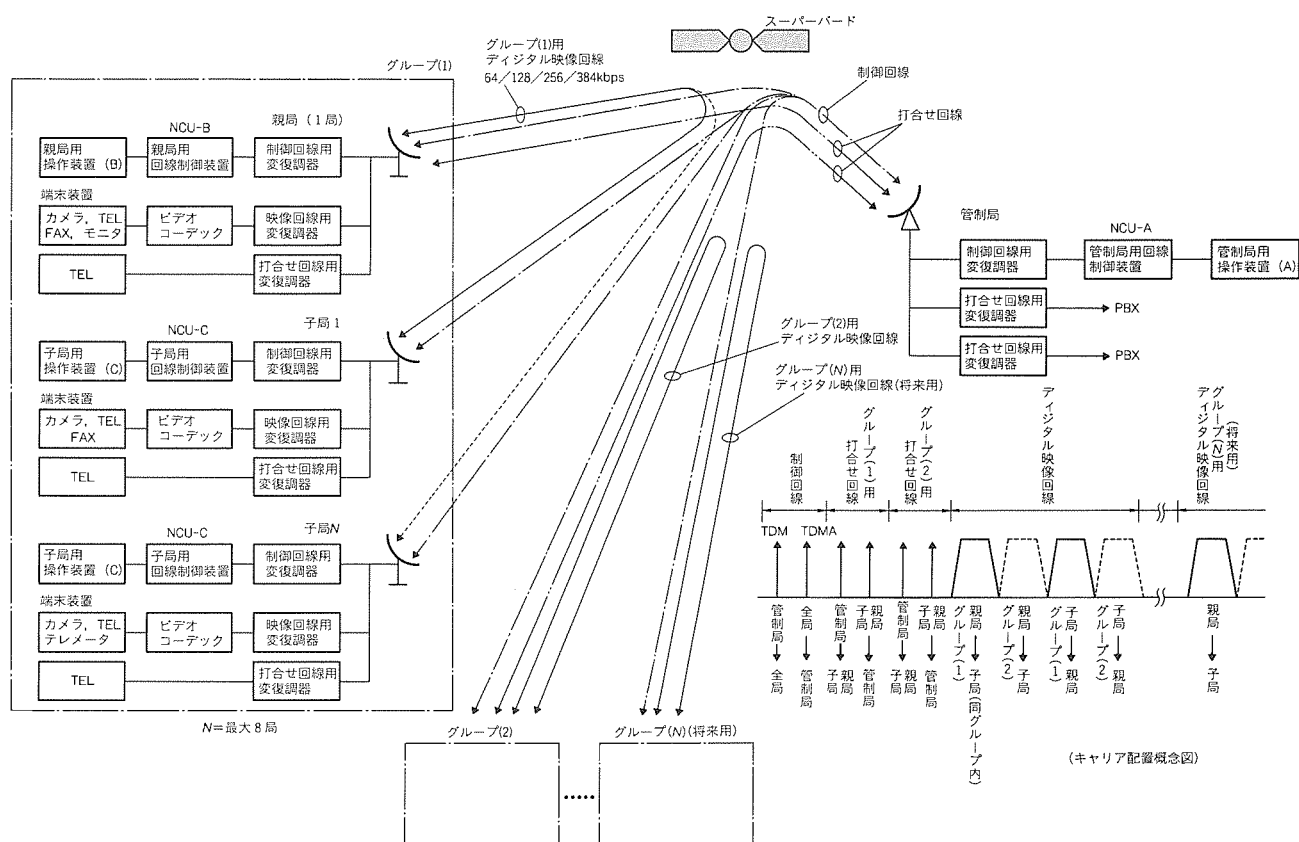 スーパーバード
グループ(1)用
ディジタル映像回線
64／128／256／384kbps
グループ(1)
制御回線
打合せ回線
親局（1局）
NCU-B
親局用
操作装置（B）
親局用
回線制御装置
制御回線用
変復調器
端末装置
カメラ，TEL
FAX，モニタ
ビデオ
コーデック
映像回線用
変復調器
TEL
打合せ回線用
変復調器
子局1
NCU-C
子局用
操作装置（C）
子局用
回線制御装置
制御回線用
変復調器
端末装置
カメラ，TEL
FAX
ビデオ
コーデック
映像回線用
変復調器
TEL
打合せ回線用
変復調器
子局N
NCU-C
子局用
操作装置（C）
子局用
回線制御装置
制御回線用
変復調器
端末装置
カメラ，TEL
テレメータ
ビデオ
コーデック
映像回線用
変復調器
TEL
打合せ回線用
変復調器
N＝最大8局
管制局
NCU-A
制御回線用
変復調器
管制局用回線
制御装置
管制局用
操作装置（A）
打合せ回線用
変復調器
PBX
打合せ回線用
変復調器
PBX
グループ(2)用
ディジタル映像回線
グループ(N)用
ディジタル映像回線(将来用)
グループ(2)
グループ(N)(将来用)
制御回線
グループ(1)用
打合せ回線
グループ(2)用
打合せ回線
ディジタル映像回線
(将来用)
グループ(N)用
ディジタル映像回線
TDM
TDMA
管制局→全局
全局→管制局
管制局→親局 子局
親局 子局→管制局
管制局→親局 子局
親局 子局→管制局
グループ(1) 親局→子局(同グループ内)
グループ(2) 親局→子局
グループ(1) 子局→親局
グループ(2) 子局→親局
親局→子局
(キャリア配置概念図)